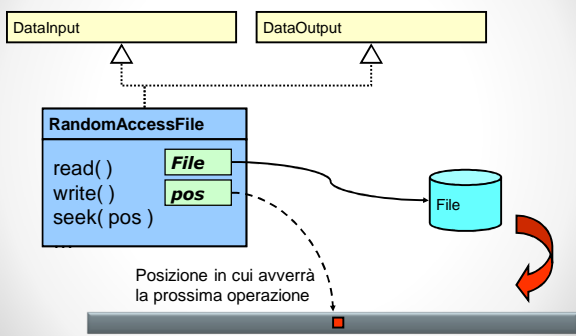 DataInput
DataOutput
RandomAccessFile
read( )
File
write( )
pos
seek( pos )
...
File
Posizione in cui avverrà
la prossima operazione